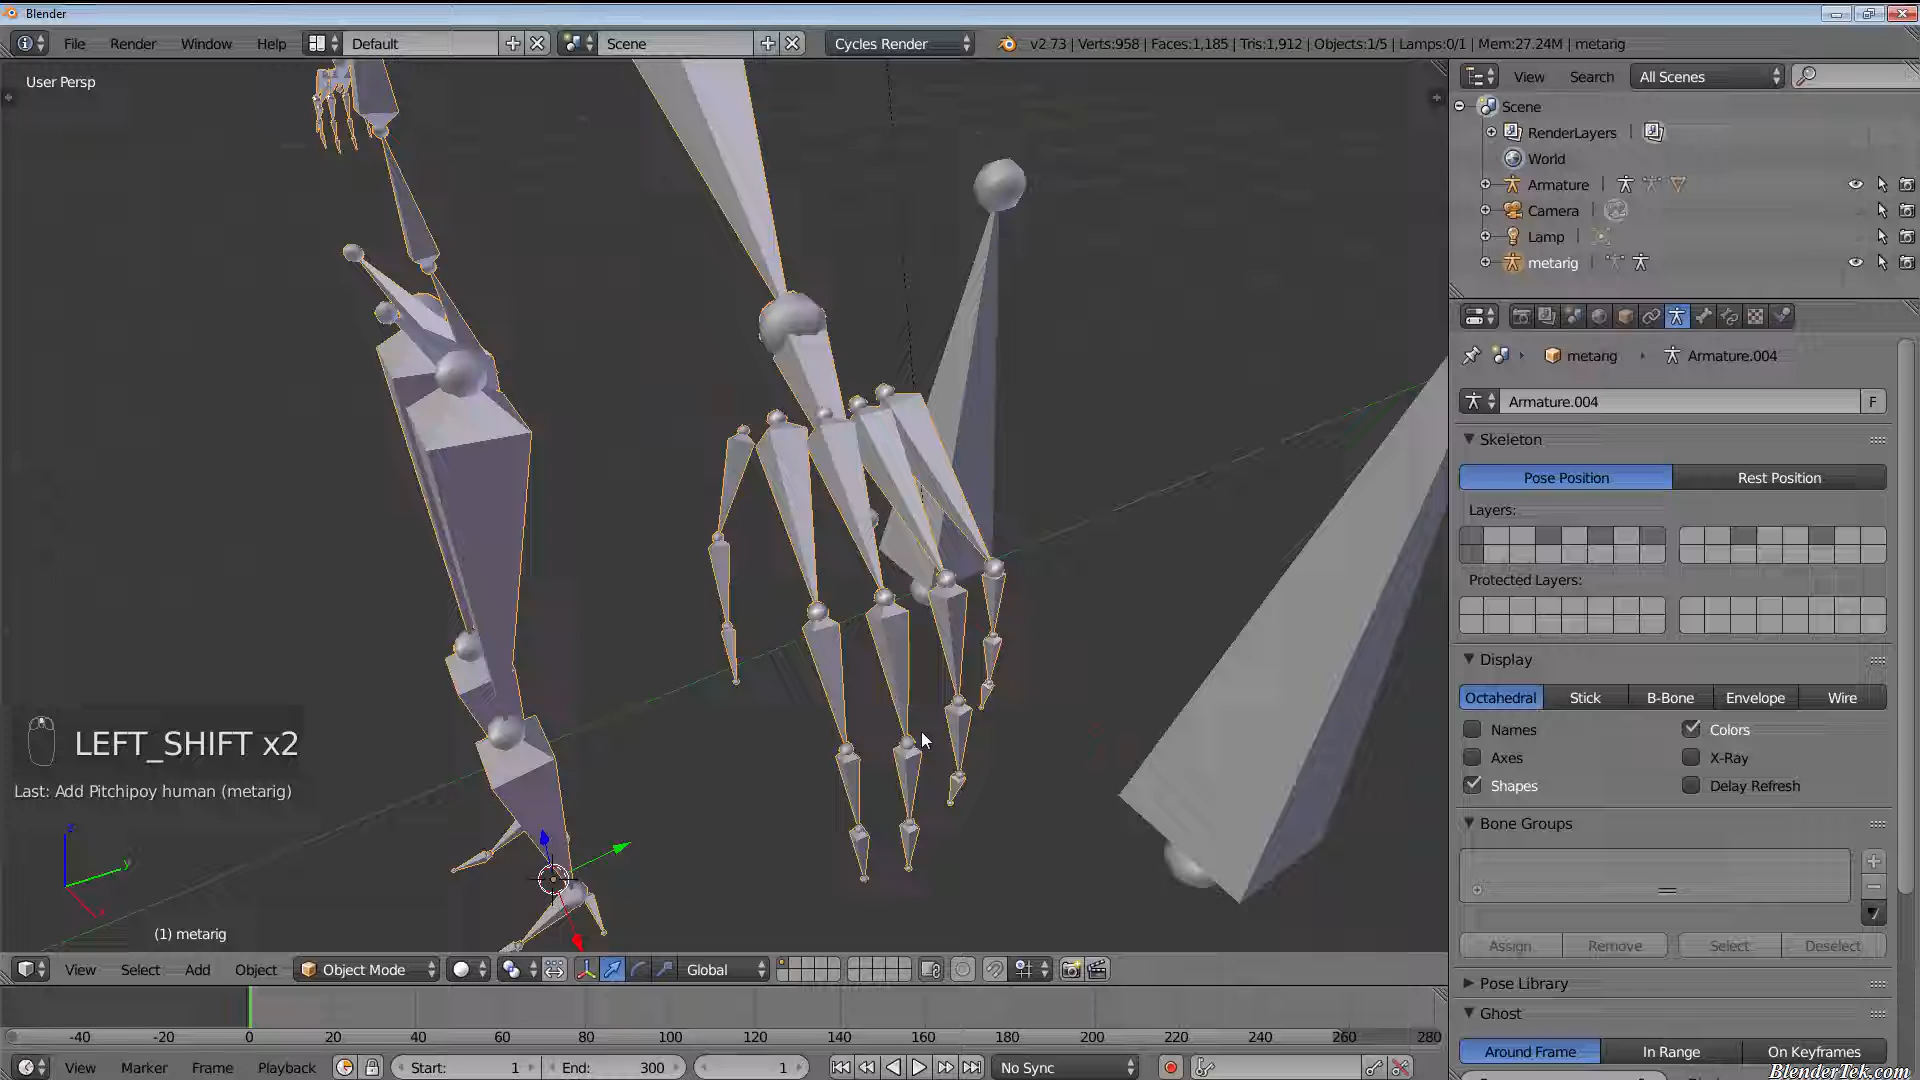 Blender
File Render Window Help Default Scene Cycles Render v2.73 | Verts:958 | Faces:1,185 | Tris:1,912 | Objects:1/5 | Lamps:0/1 | Mem:27.24M | metarig
User Persp
View Search All Scenes
Scene
RenderLayers
World
Armature
Camera
Lamp
metarig
metarig Armature.004
Armature.004 F
Skeleton
Pose Position Rest Position
Layers:
Protected Layers:
Display
Octahedral Stick B-Bone Envelope Wire
Names Colors
Axes X-Ray
Shapes Delay Refresh
Bone Groups
Assign Remove Select Deselect
Pose Library
Ghost
Around Frame In Range On Keyframes
LEFT_SHIFT x2
Last: Add Pitchipoy human (metarig)
z
y
x
(1) metarig
View Select Add Object Object Mode Global
-40 -20 0 20 40 60 80 100 120 140 160 180 200 220 240 260 280
View Marker Frame Playback Start: 1 End: 300 1 No Sync
BlenderTek.com